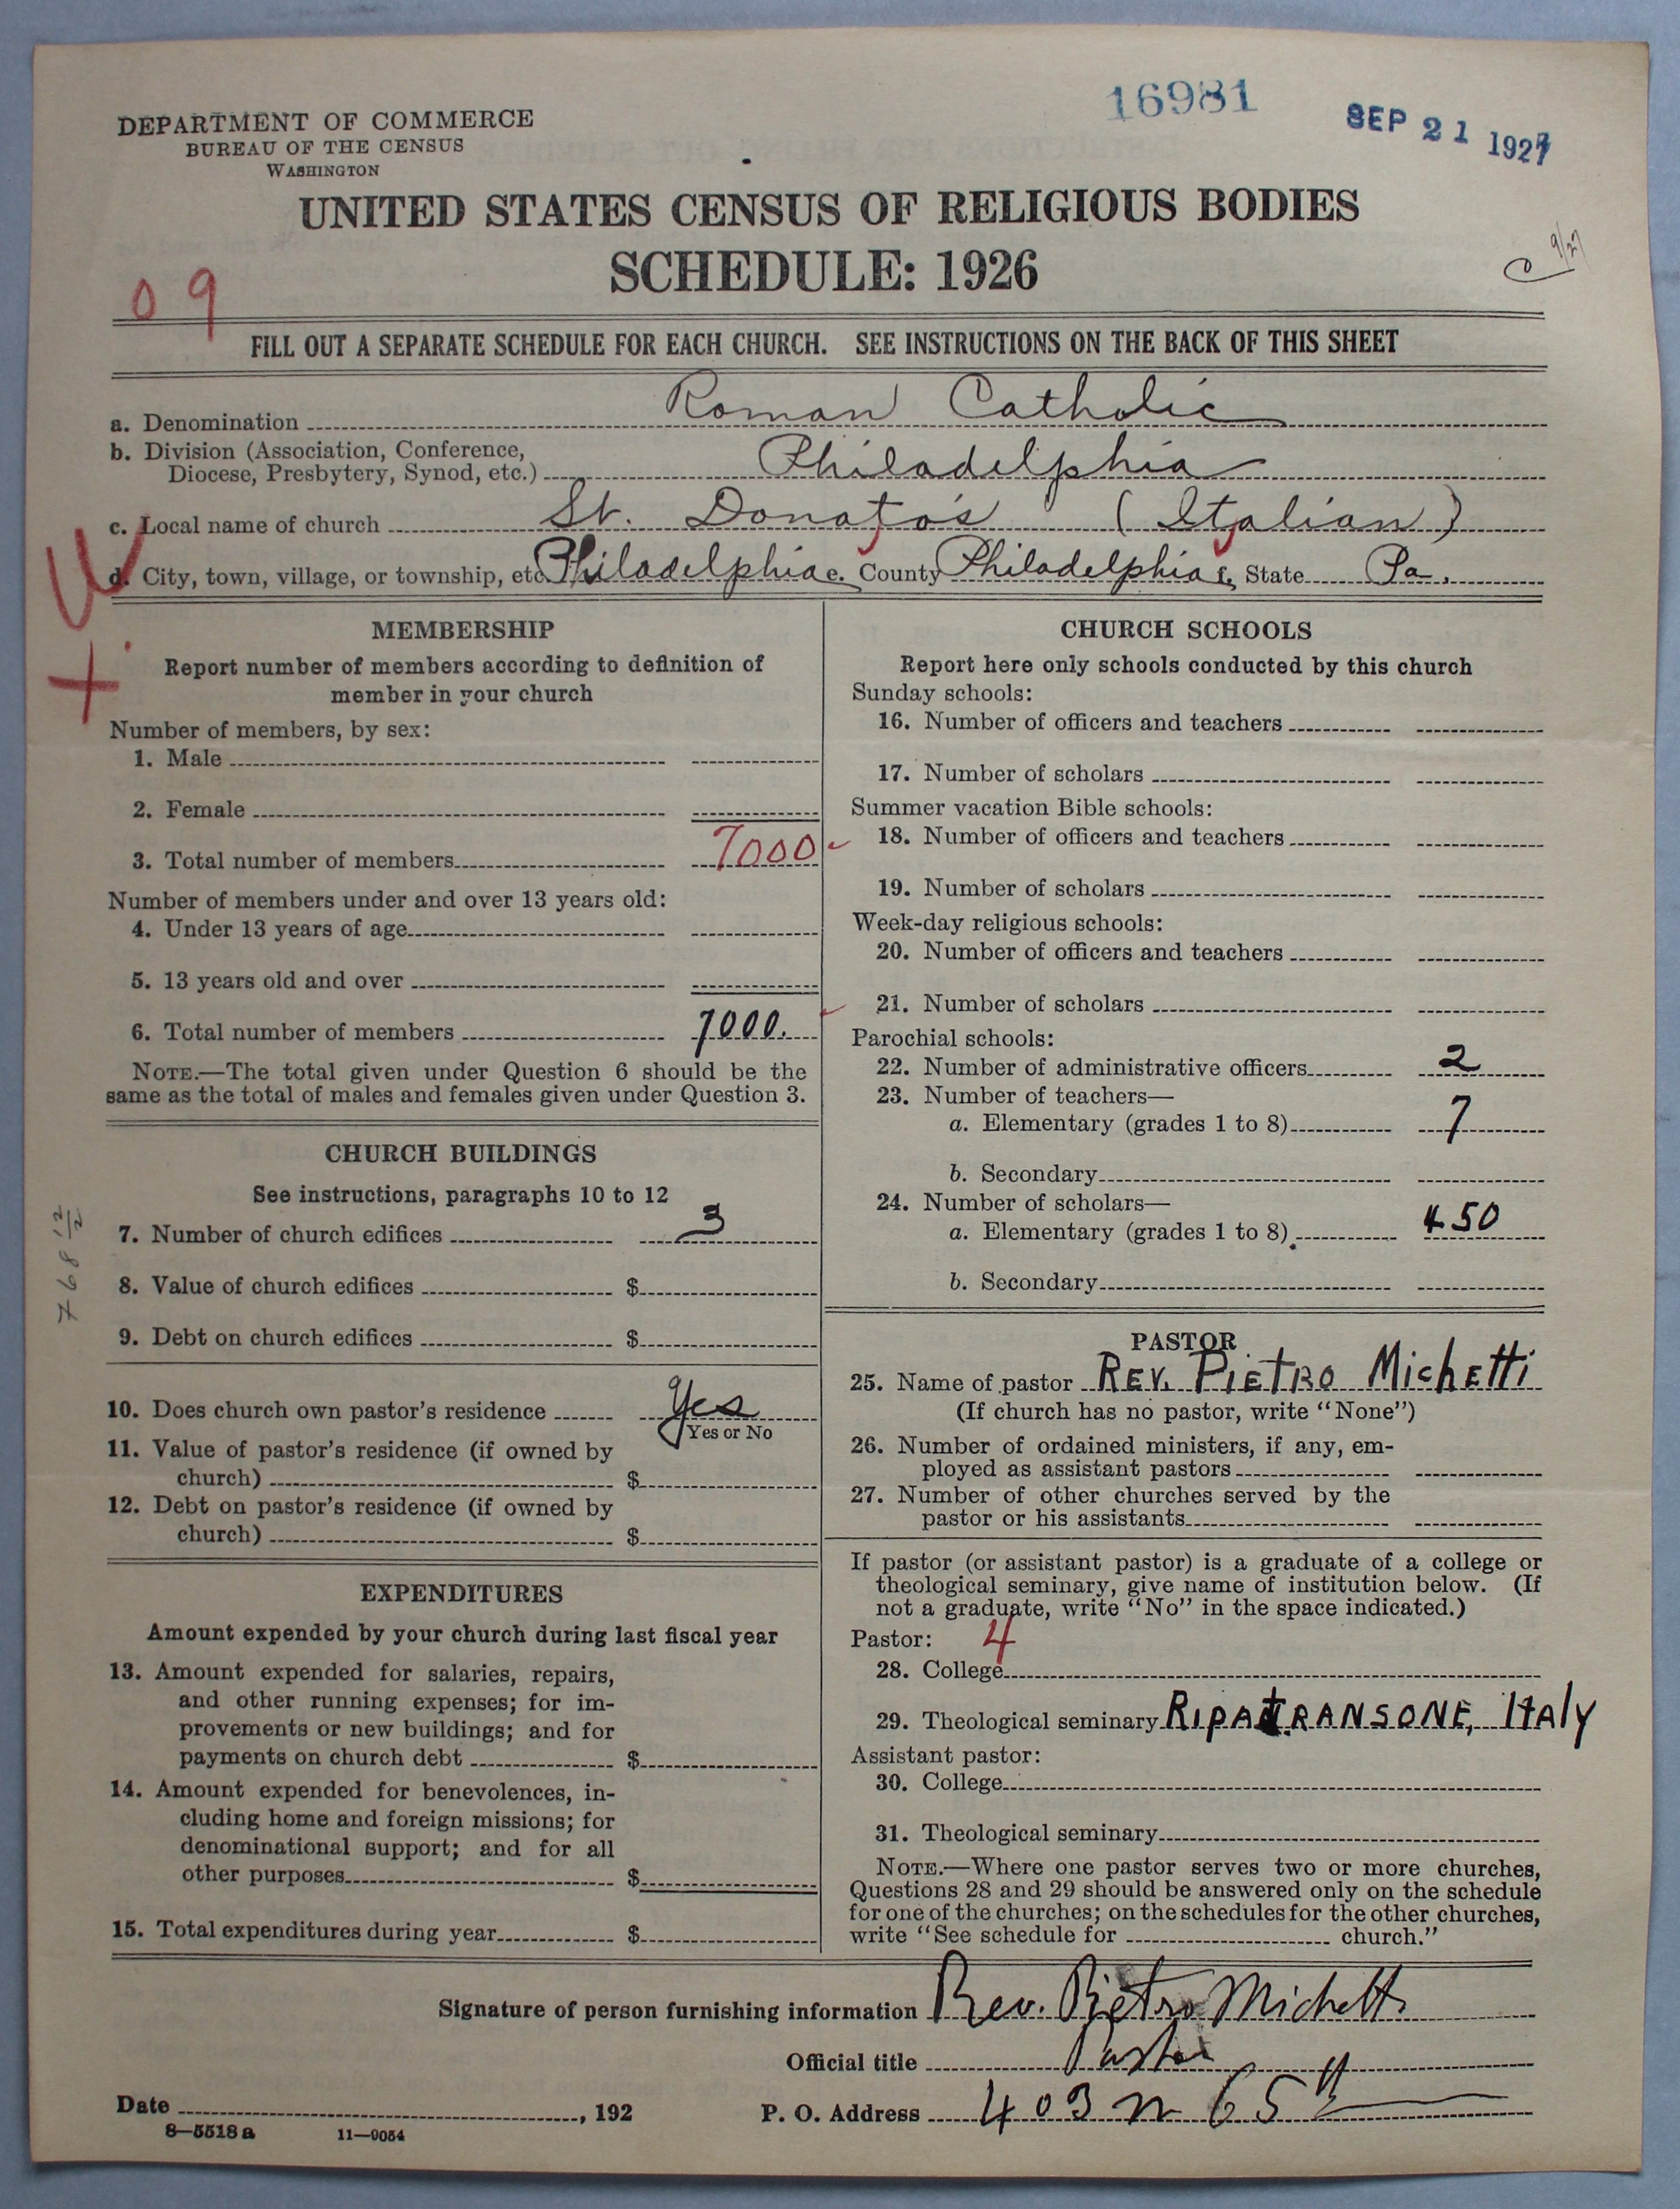 16981
SEP 21 1927
DEPARTMENT OF COMMERCE
BUREAU OF THE CENSUS
WASHINGTON
UNITED STATES CENSUS OF RELIGIOUS BODIES
SCHEDULE: 1926
9/27
09
FILL OUT A SEPARATE SCHEDULE FOR EACH CHURCH. SEE INSTRUCTIONS ON THE BACK OF THIS SHEET
a. Denomination Roman Catholic
b. Division (Association, Conference,
Diocese, Presbytery, Synod, etc.) Philadelphia
c. Local name of church St. Donato's (Italian)
d. City, town, village, or township, etc. Philadelphia e. County Philadelphia f. State Pa.
MEMBERSHIP
Report number of members according to definition of
member in your church
Number of members, by sex:
1. Male
2. Female
3. Total number of members 7000
Number of members under and over 13 years old:
4. Under 13 years of age
5. 13 years old and over
6. Total number of members 7000.
NOTE.—The total given under Question 6 should be the
same as the total of males and females given under Question 3.
CHURCH BUILDINGS
See instructions, paragraphs 10 to 12
7. Number of church edifices 3
8. Value of church edifices $
9. Debt on church edifices $
10. Does church own pastor's residence Yes
Yes or No
11. Value of pastor's residence (if owned by
church) $
12. Debt on pastor's residence (if owned by
church) $
EXPENDITURES
Amount expended by your church during last fiscal year
13. Amount expended for salaries, repairs,
and other running expenses; for im-
provements or new buildings; and for
payments on church debt $
14. Amount expended for benevolences, in-
cluding home and foreign missions; for
denominational support; and for all
other purposes $
15. Total expenditures during year $
CHURCH SCHOOLS
Report here only schools conducted by this church
Sunday schools:
16. Number of officers and teachers
17. Number of scholars
Summer vacation Bible schools:
18. Number of officers and teachers
19. Number of scholars
Week-day religious schools:
20. Number of officers and teachers
21. Number of scholars
Parochial schools:
22. Number of administrative officers 2
23. Number of teachers—
a. Elementary (grades 1 to 8) 7
b. Secondary
24. Number of scholars—
a. Elementary (grades 1 to 8) 450
b. Secondary
PASTOR
25. Name of pastor REV. PIETRO MichEtti
(If church has no pastor, write "None")
26. Number of ordained ministers, if any, em-
ployed as assistant pastors
27. Number of other churches served by the
pastor or his assistants
If pastor (or assistant pastor) is a graduate of a college or
theological seminary, give name of institution below. (If
not a graduate, write "No" in the space indicated.)
Pastor: 4
28. College
29. Theological seminary RIPATRANSONE, ItAly
Assistant pastor:
30. College
31. Theological seminary
NOTE.—Where one pastor serves two or more churches,
Questions 28 and 29 should be answered only on the schedule
for one of the churches; on the schedules for the other churches,
write "See schedule for church."
Signature of person furnishing information Rev. Pietro Michetti
Official title Pastor
Date , 192 P. O. Address 403 N 65th
8—5518a 11—9054